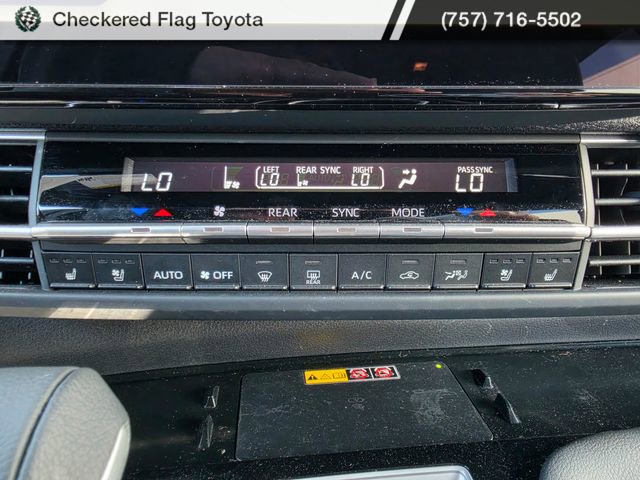 Checkered Flag Toyota
(757) 716-5502
LEFT REAR SYNC RIGHT PASS SYNC
LO LO LO LO
REAR SYNC MODE
AUTO OFF REAR A/C